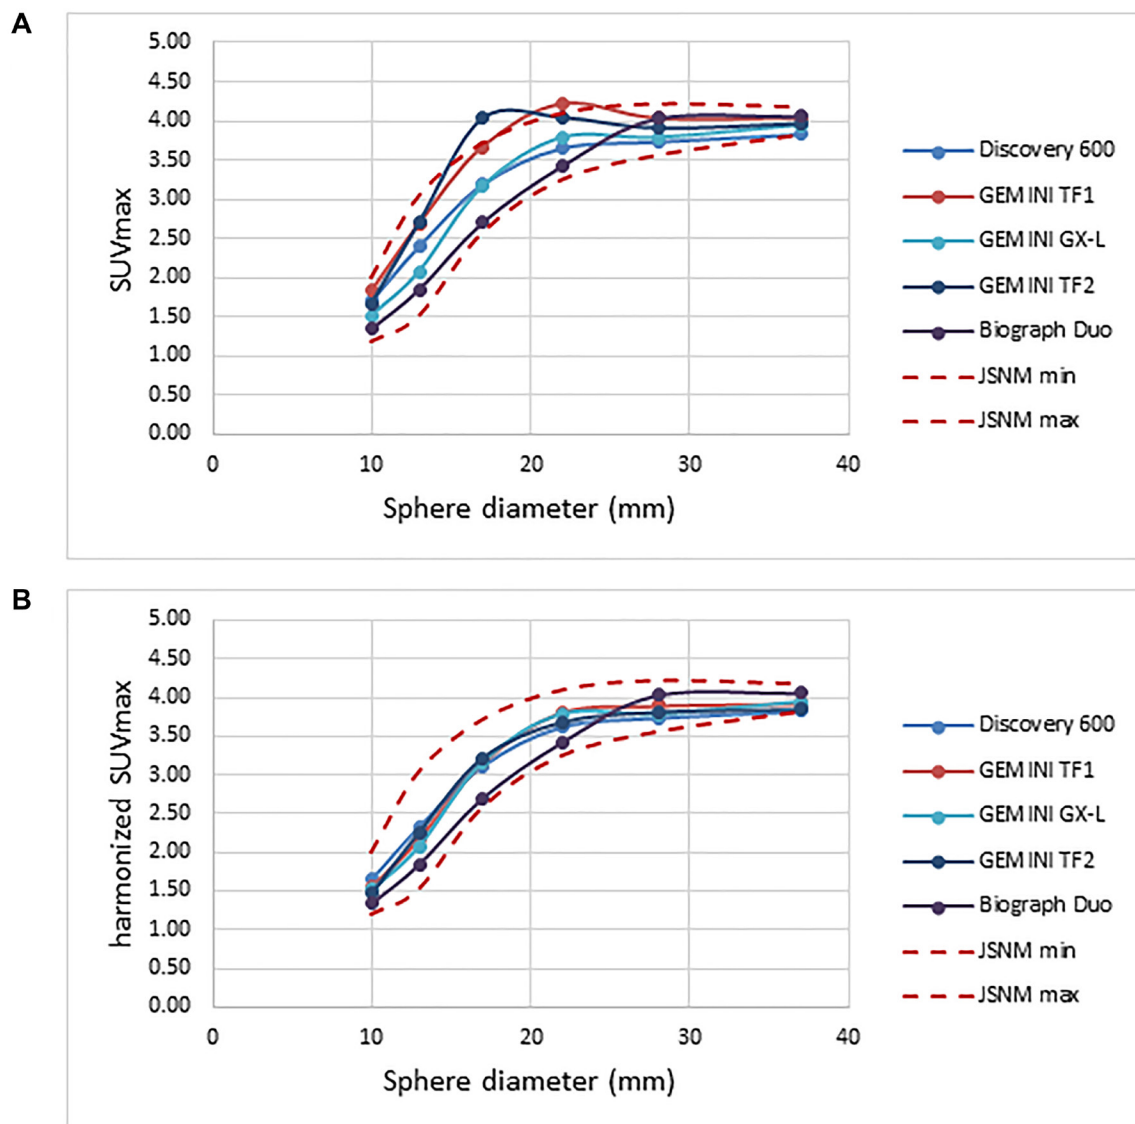 A
5.00
4.50
4.00
3.50
3.00
2.50
2.00
1.50
1.00
0.50
0.00
SUVmax
0 10 20 30 40
Sphere diameter (mm)
Discovery 600
GEMINI TF1
GEMINI GX-L
GEMINI TF2
Biograph Duo
JSNM min
JSNM max
B
5.00
4.50
4.00
3.50
3.00
2.50
2.00
1.50
1.00
0.50
0.00
harmonized SUVmax
0 10 20 30 40
Sphere diameter (mm)
Discovery 600
GEMINI TF1
GEMINI GX-L
GEMINI TF2
Biograph Duo
JSNM min
JSNM max